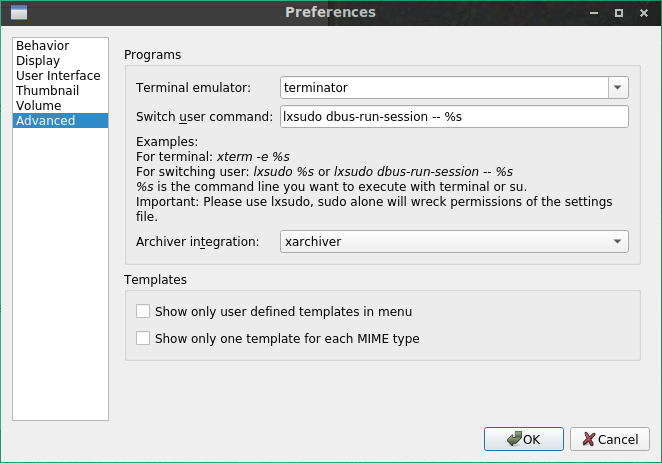 Preferences
Behavior
Display
User Interface
Thumbnail
Volume
Advanced
Programs
Terminal emulator: terminator
Switch user command: lxsudo dbus-run-session -- %s
Examples:
For terminal: xterm -e %s
For switching user: lxsudo %s or lxsudo dbus-run-session -- %s
%s is the command line you want to execute with terminal or su.
Important: Please use lxsudo, sudo alone will wreck permissions of the settings
file.
Archiver integration: xarchiver
Templates
Show only user defined templates in menu
Show only one template for each MIME type
OK Cancel